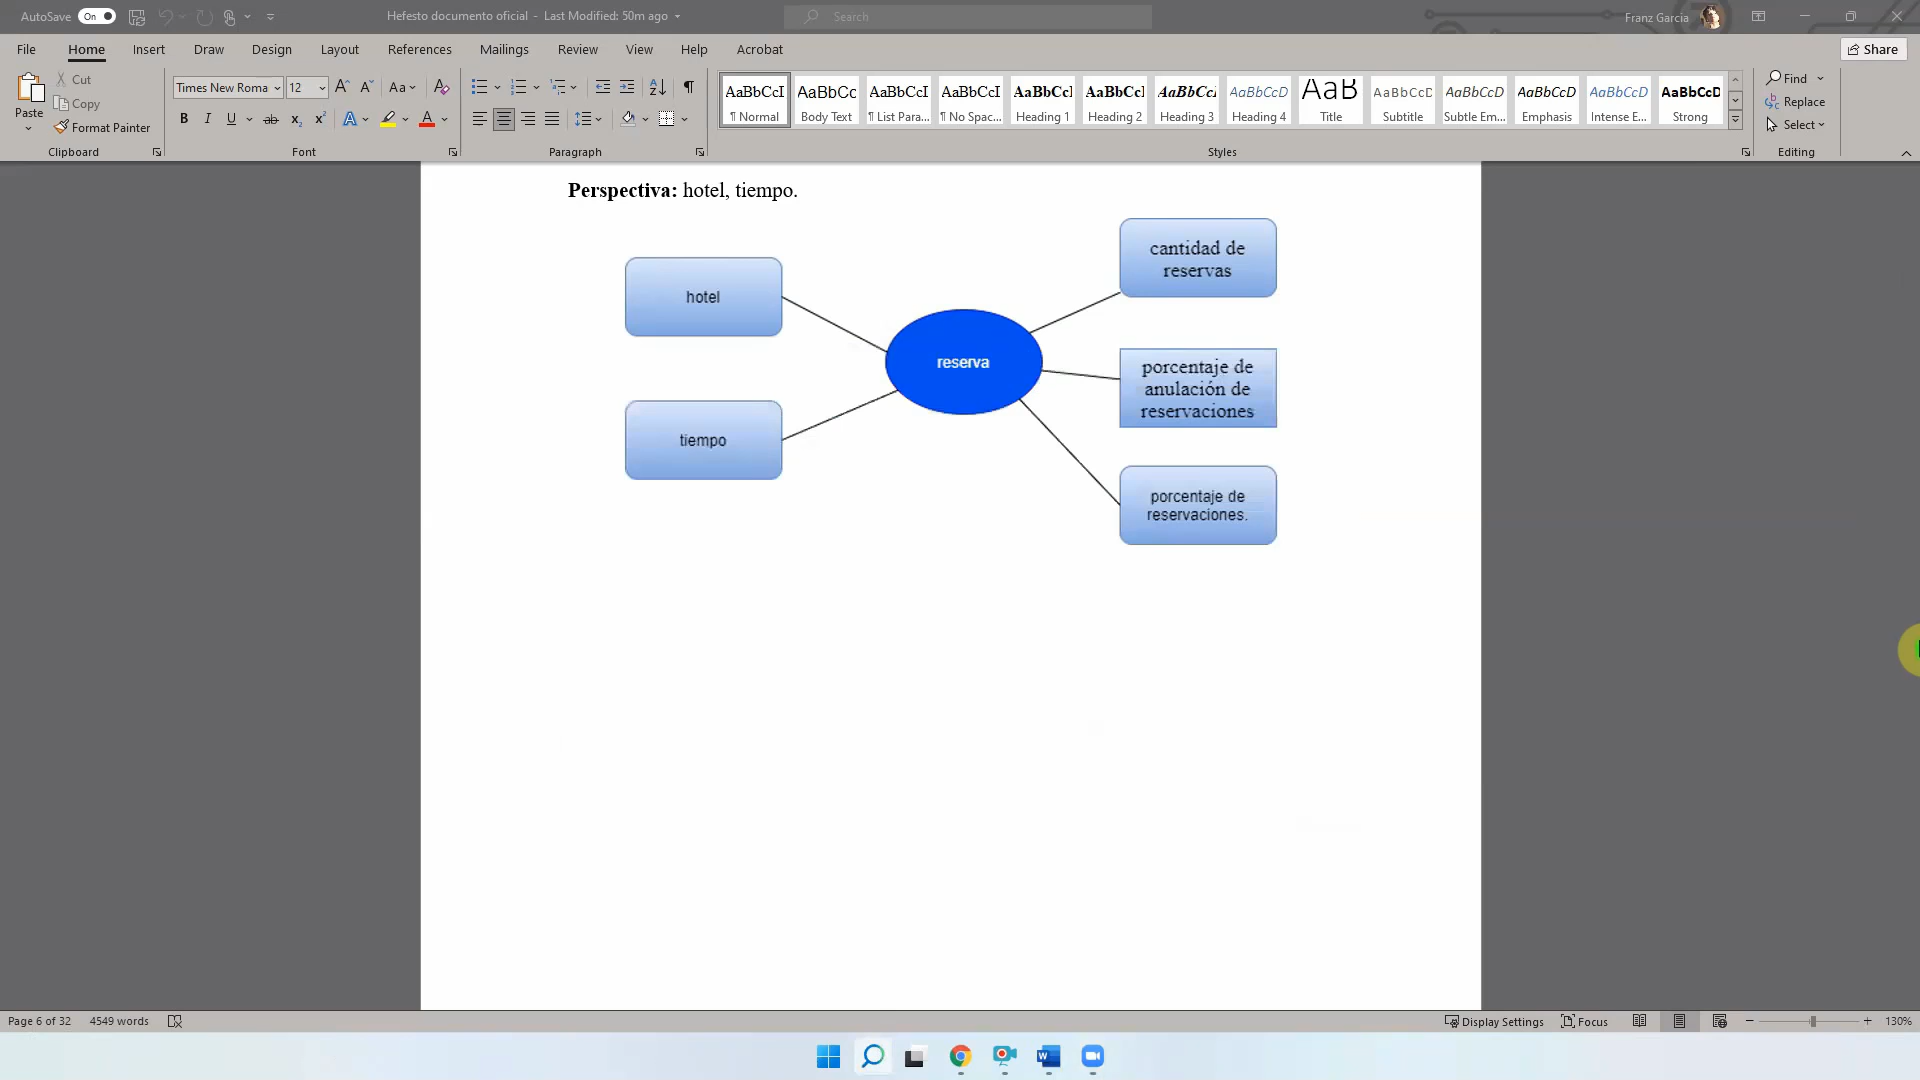 AutoSave On Hefesto documento oficial - Last Modified: 50m ago Search Franz Garcia
File Home Insert Draw Design Layout References Mailings Review View Help Acrobat Share
Paste
Cut
Copy
Format Painter
Clipboard
Times New Roma 12
Font
Paragraph
AaBbCcI AaBbCc AaBbCcI AaBbCcI AaBbCcI AaBbCcI AaBbCcI AaBbCcD AaB AaBbCcD AaBbCcD AaBbCcD AaBbCcD AaBbCcD
¶ Normal Body Text ¶ List Para... ¶ No Spac... Heading 1 Heading 2 Heading 3 Heading 4 Title Subtitle Subtle Em... Emphasis Intense E... Strong
Styles
Find
Replace
Select
Editing
Perspectiva: hotel, tiempo.
hotel
tiempo
reserva
cantidad de
reservas
porcentaje de
anulación de
reservaciones
porcentaje de
reservaciones.
Page 6 of 32 4549 words Display Settings Focus 130%